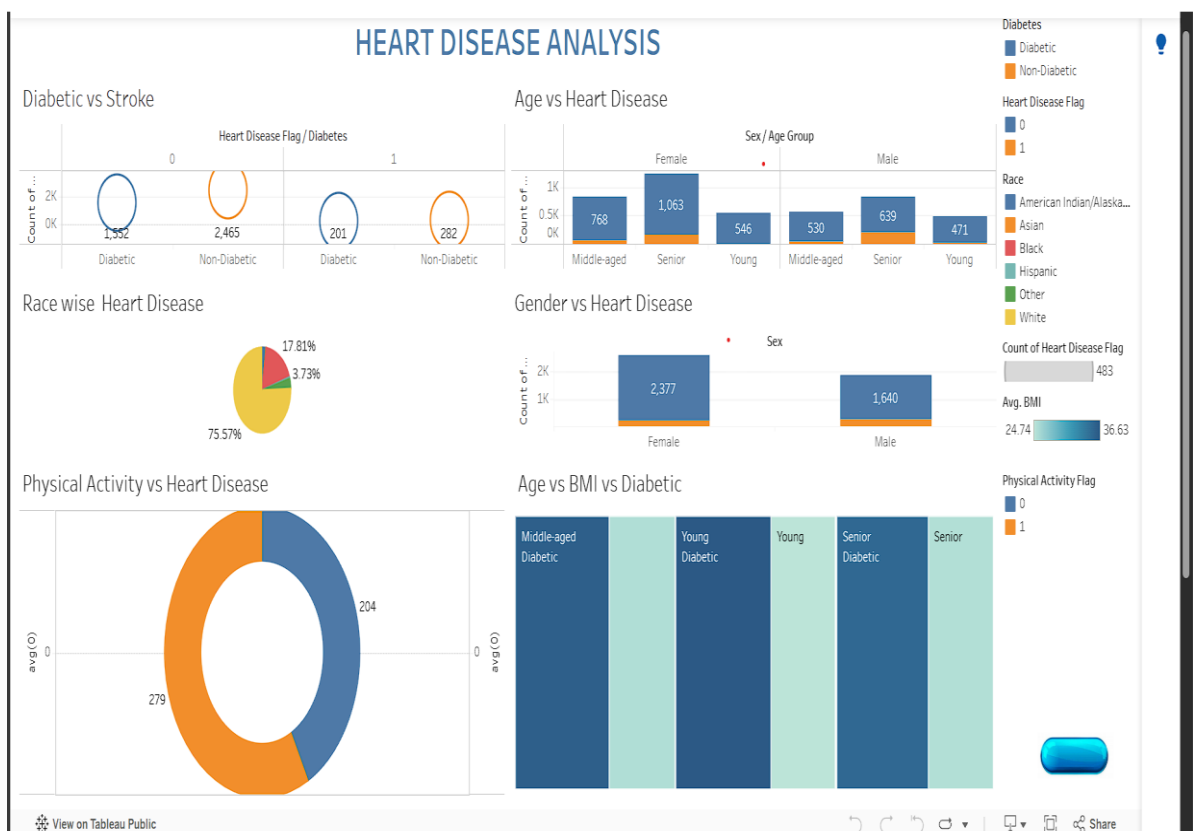 HEART DISEASE ANALYSIS
Diabetic vs Stroke
Heart Disease Flag / Diabetes
0
1
Count of ...
2K
0K
1,552
2,465
201
282
Diabetic
Non-Diabetic
Diabetic
Non-Diabetic
Age vs Heart Disease
Sex / Age Group
Female
Male
Count of ...
1K
0.5K
0K
768
1,063
546
530
639
471
Middle-aged
Senior
Young
Middle-aged
Senior
Young
Race wise Heart Disease
17.81%
3.73%
75.57%
Gender vs Heart Disease
Sex
Count of ...
2K
1K
2,377
1,640
Female
Male
Physical Activity vs Heart Disease
avg(0)
0
204
279
0
avg(0)
Age vs BMI vs Diabetic
Middle-aged
Diabetic
Young
Diabetic
Young
Senior
Diabetic
Senior
Diabetes
Diabetic
Non-Diabetic
Heart Disease Flag
0
1
Race
American Indian/Alaska...
Asian
Black
Hispanic
Other
White
Count of Heart Disease Flag
483
Avg. BMI
24.74
36.63
Physical Activity Flag
0
1
View on Tableau Public
Share